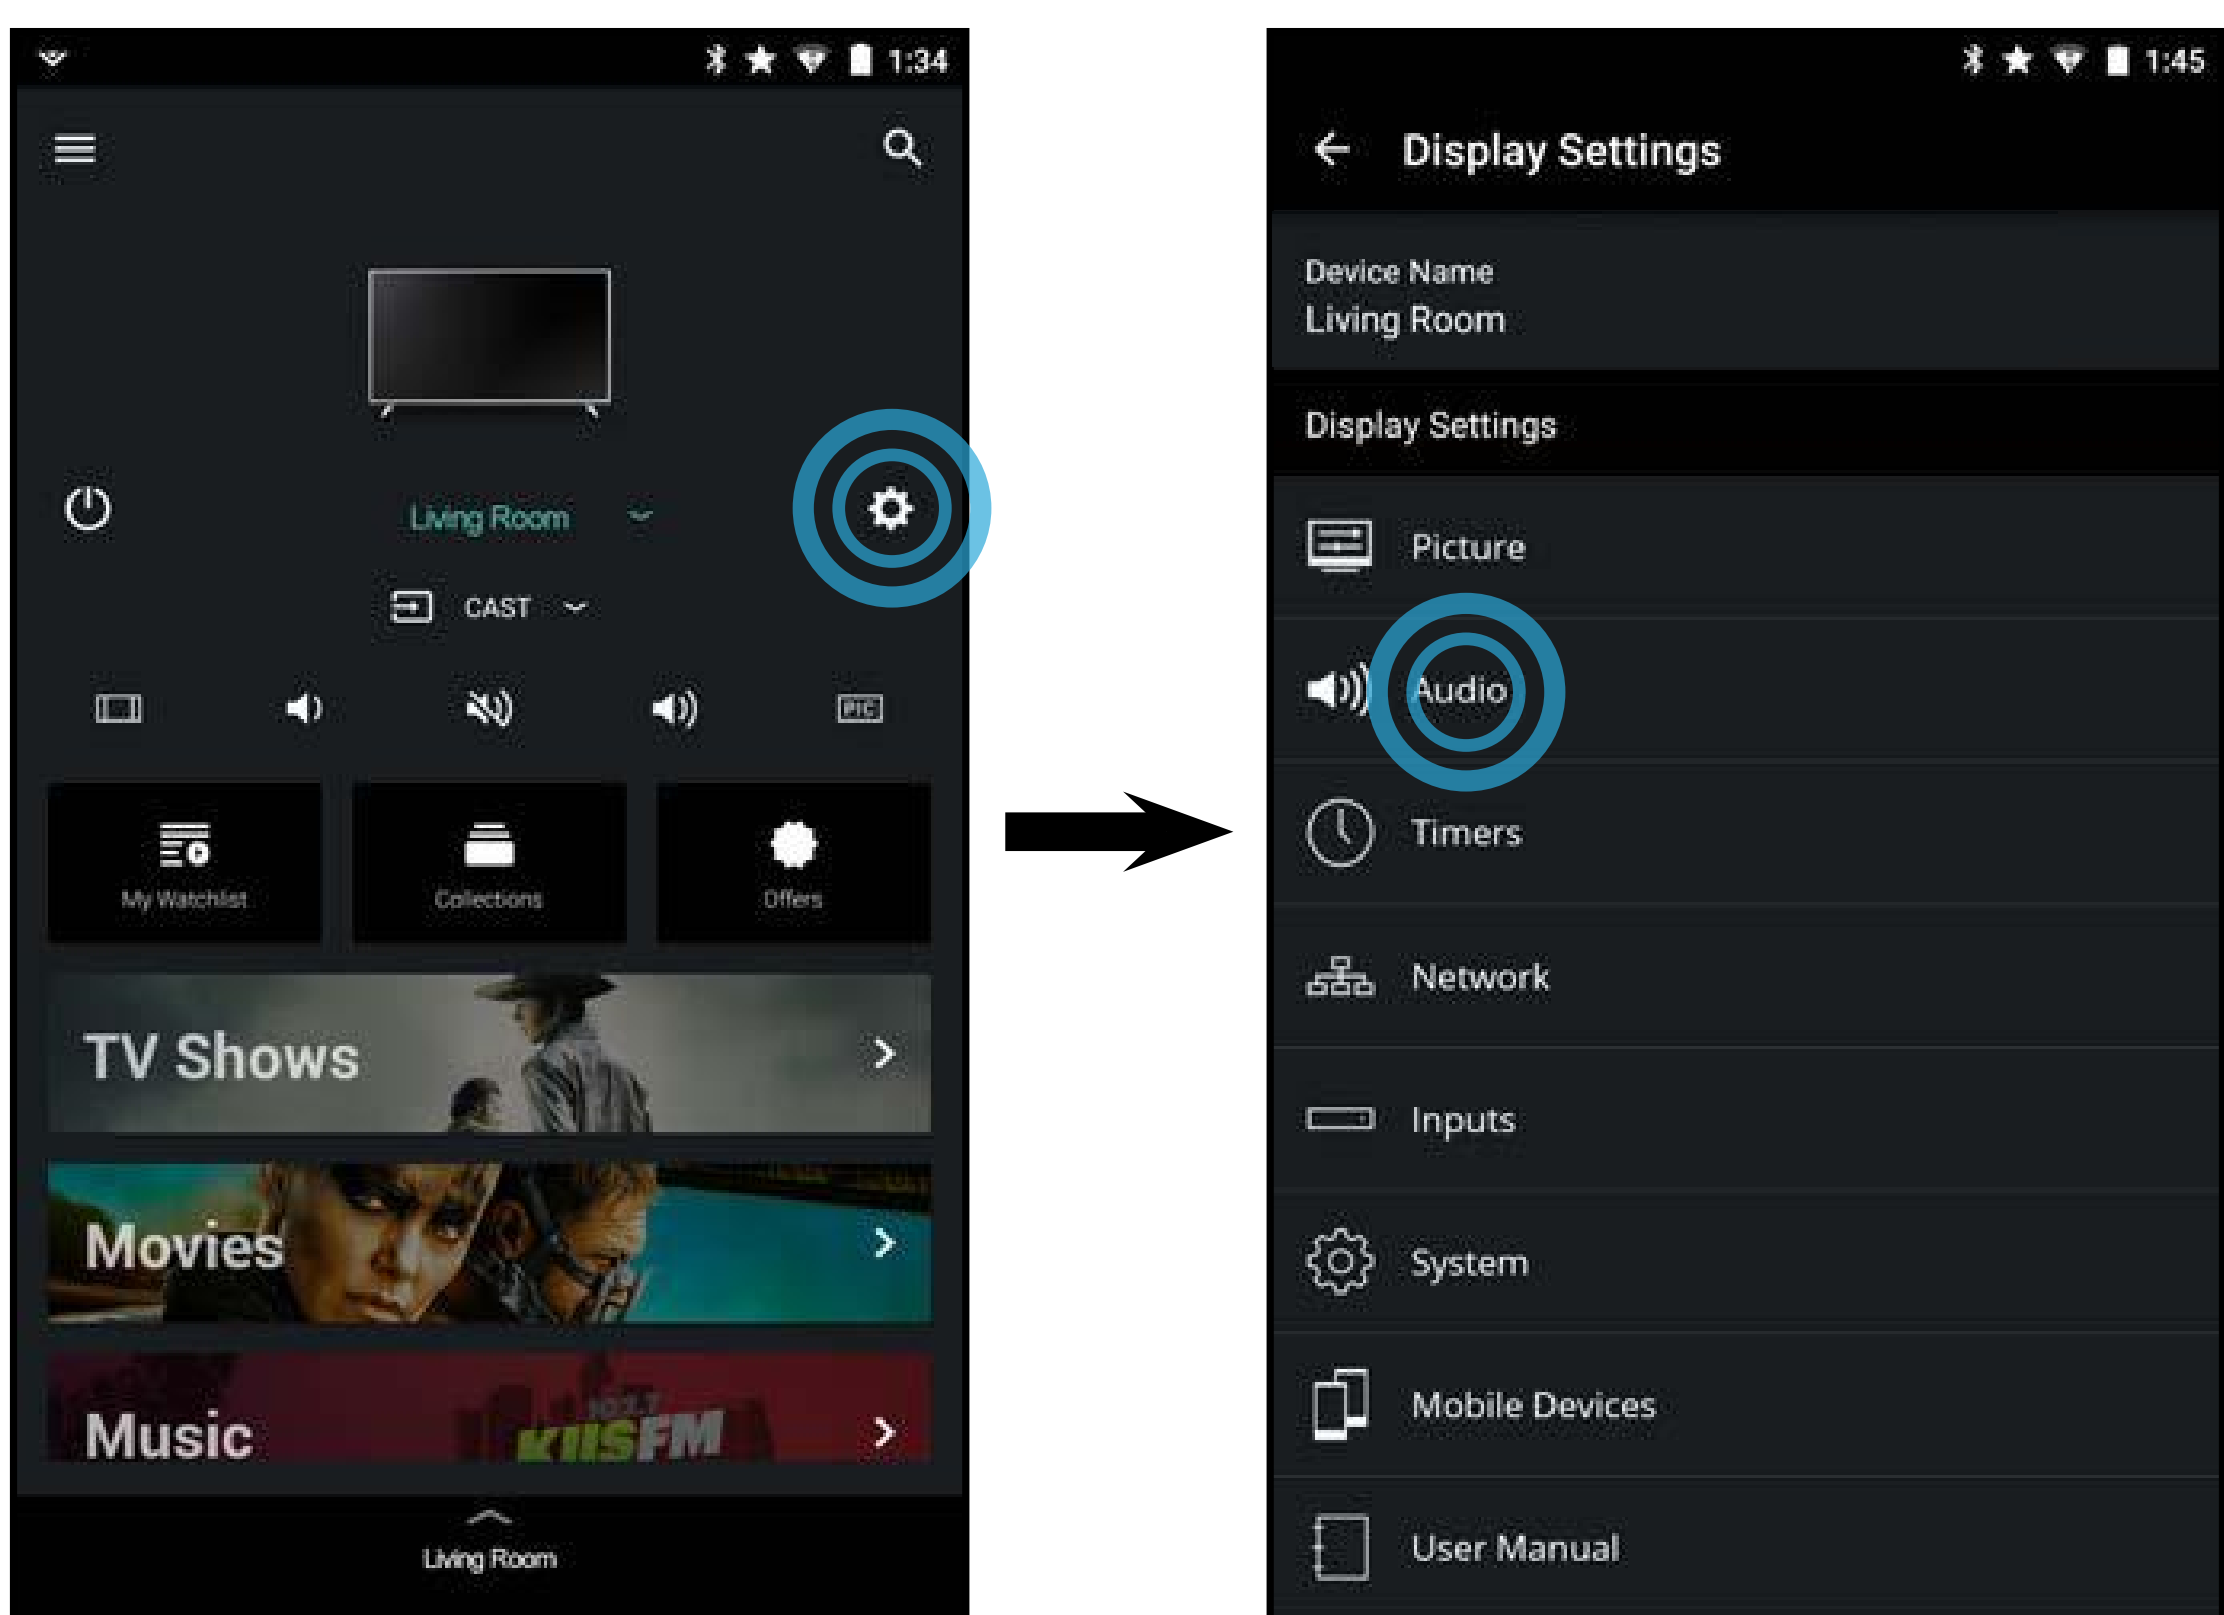 1:34
Living Room
CAST
PIC
My Watchlist
Collections
Offers
TV Shows
Movies
Music
KIISFM
Living Room
1:45
Display Settings
Device Name
Living Room
Display Settings
Picture
Audio
Timers
Network
Inputs
System
Mobile Devices
User Manual